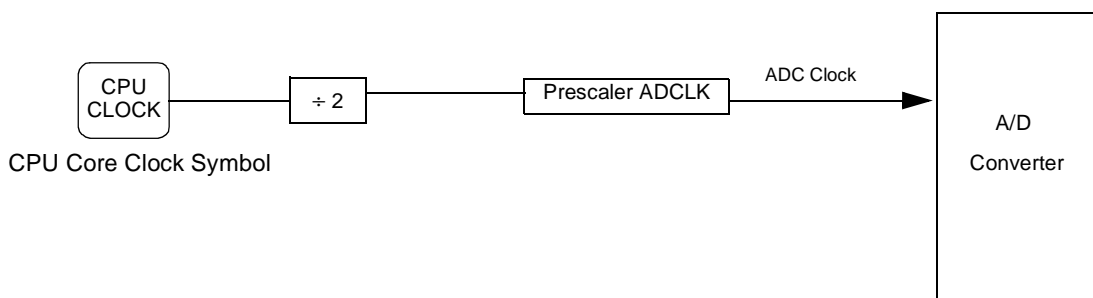 CPU
CLOCK
÷ 2
Prescaler ADCLK
ADC Clock
A/D
Converter
CPU Core Clock Symbol